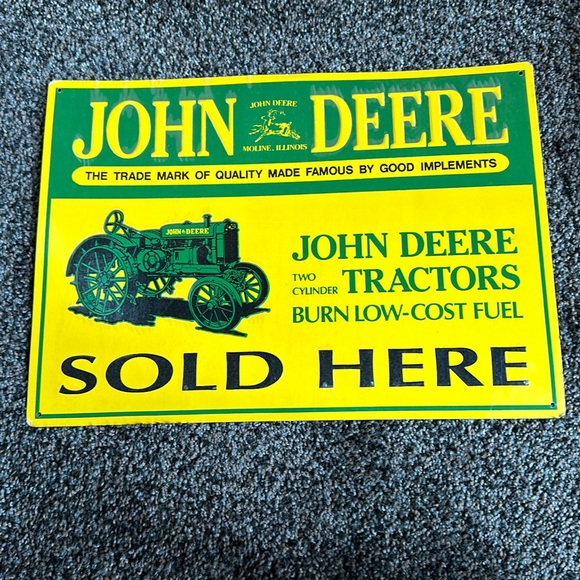 JOHN DEERE
JOHN DEERE
MOLINE, ILLINOIS
THE TRADE MARK OF QUALITY MADE FAMOUS BY GOOD IMPLEMENTS
JOHN DEERE
JOHN DEERE
TWO CYLINDER TRACTORS
BURN LOW-COST FUEL
SOLD HERE